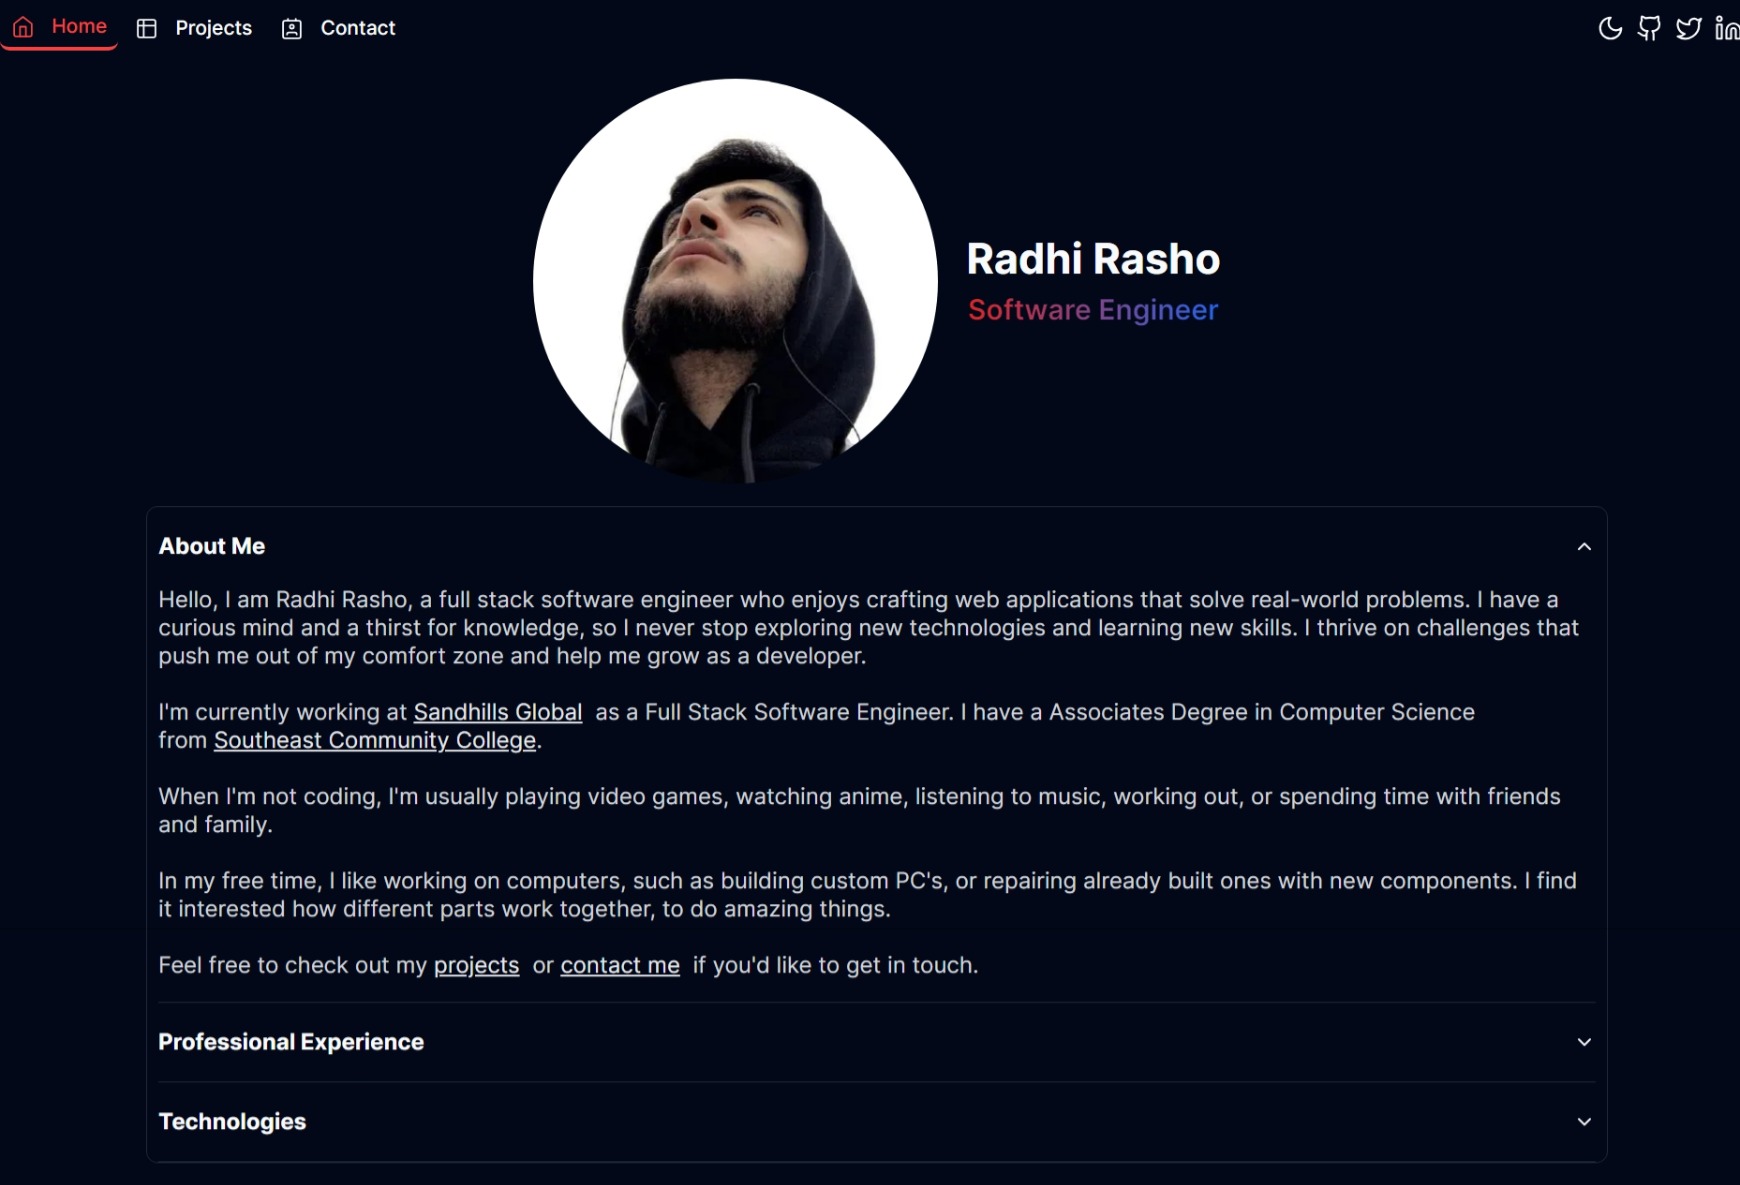 Home Projects Contact
Radhi Rasho
Software Engineer
About Me
Hello, I am Radhi Rasho, a full stack software engineer who enjoys crafting web applications that solve real-world problems. I have a
curious mind and a thirst for knowledge, so I never stop exploring new technologies and learning new skills. I thrive on challenges that
push me out of my comfort zone and help me grow as a developer.
I'm currently working at Sandhills Global as a Full Stack Software Engineer. I have a Associates Degree in Computer Science
from Southeast Community College.
When I'm not coding, I'm usually playing video games, watching anime, listening to music, working out, or spending time with friends
and family.
In my free time, I like working on computers, such as building custom PC's, or repairing already built ones with new components. I find
it interested how different parts work together, to do amazing things.
Feel free to check out my projects or contact me if you'd like to get in touch.
Professional Experience
Technologies